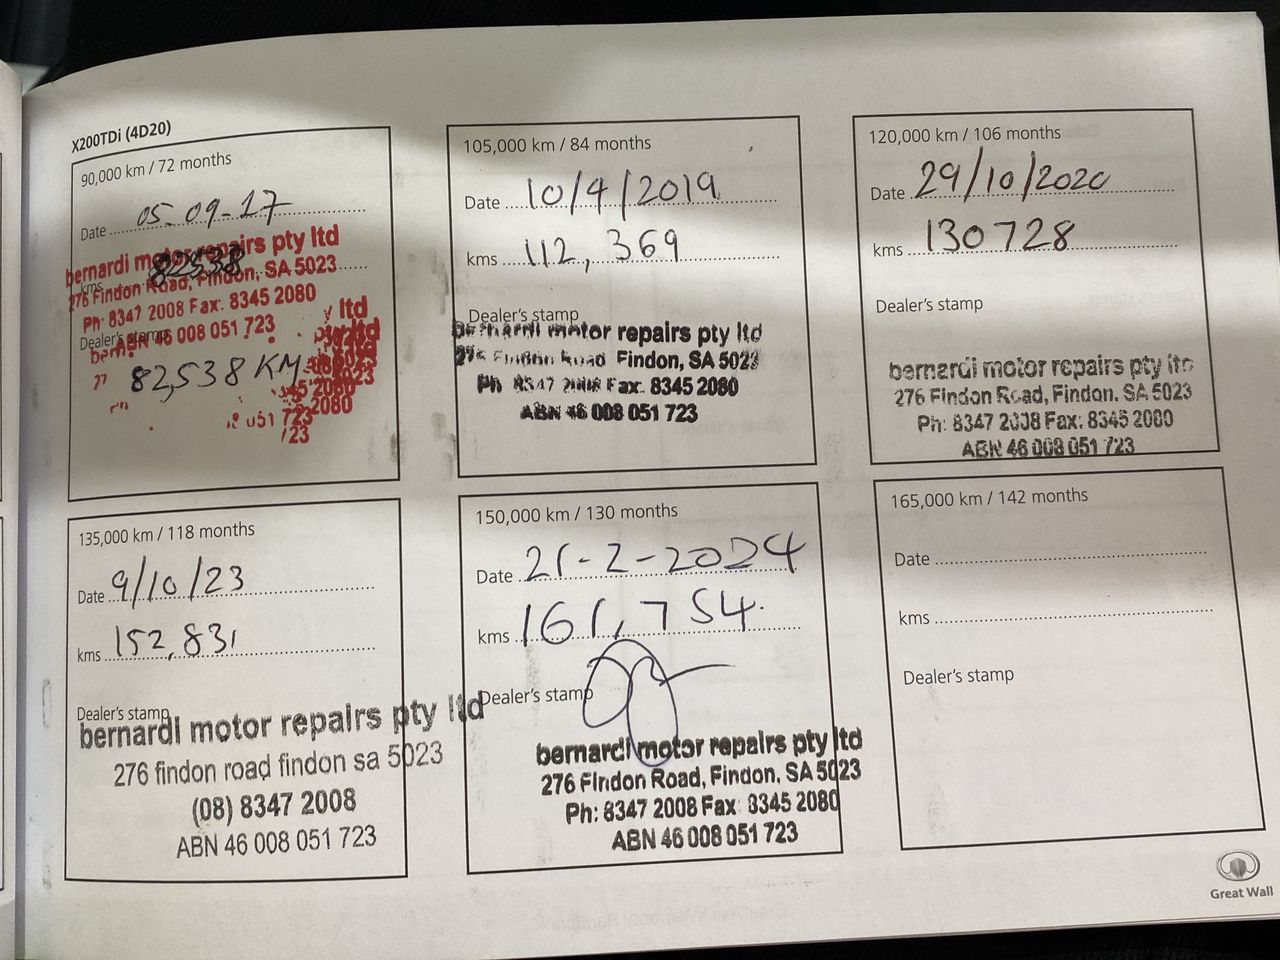 X200TDi (4D20)
90,000 km / 72 months
Date 05-09-17
bernardi motor repairs pty ltd
kms 82538
276 Findon Road, Findon, SA 5023
Ph: 8347 2008 Fax: 8345 2080
ABN 46 008 051 723
Dealer's stamp
82,538 KM
105,000 km / 84 months
Date 10/4/2019
kms 112,369
Dealer's stamp
bernardi motor repairs pty ltd
276 Findon Road Findon, SA 5023
Ph 8347 2008 Fax: 8345 2080
ABN 46 008 051 723
120,000 km / 106 months
Date 29/10/2020
kms 130728
Dealer's stamp
bernardi motor repairs pty ltd
276 Findon Road, Findon. SA 5023
Ph: 8347 2008 Fax: 8345 2080
ABN 46 008 051 723
135,000 km / 118 months
Date 9/10/23
kms 152,831
Dealer's stamp
bernardi motor repairs pty ltd
276 findon road findon sa 5023
(08) 8347 2008
ABN 46 008 051 723
150,000 km / 130 months
Date 21-2-2024
kms 161,754
Dealer's stamp
bernardi motor repairs pty ltd
276 Findon Road, Findon, SA 5023
Ph: 8347 2008 Fax: 8345 2080
ABN 46 008 051 723
165,000 km / 142 months
Date
kms
Dealer's stamp
Great Wall